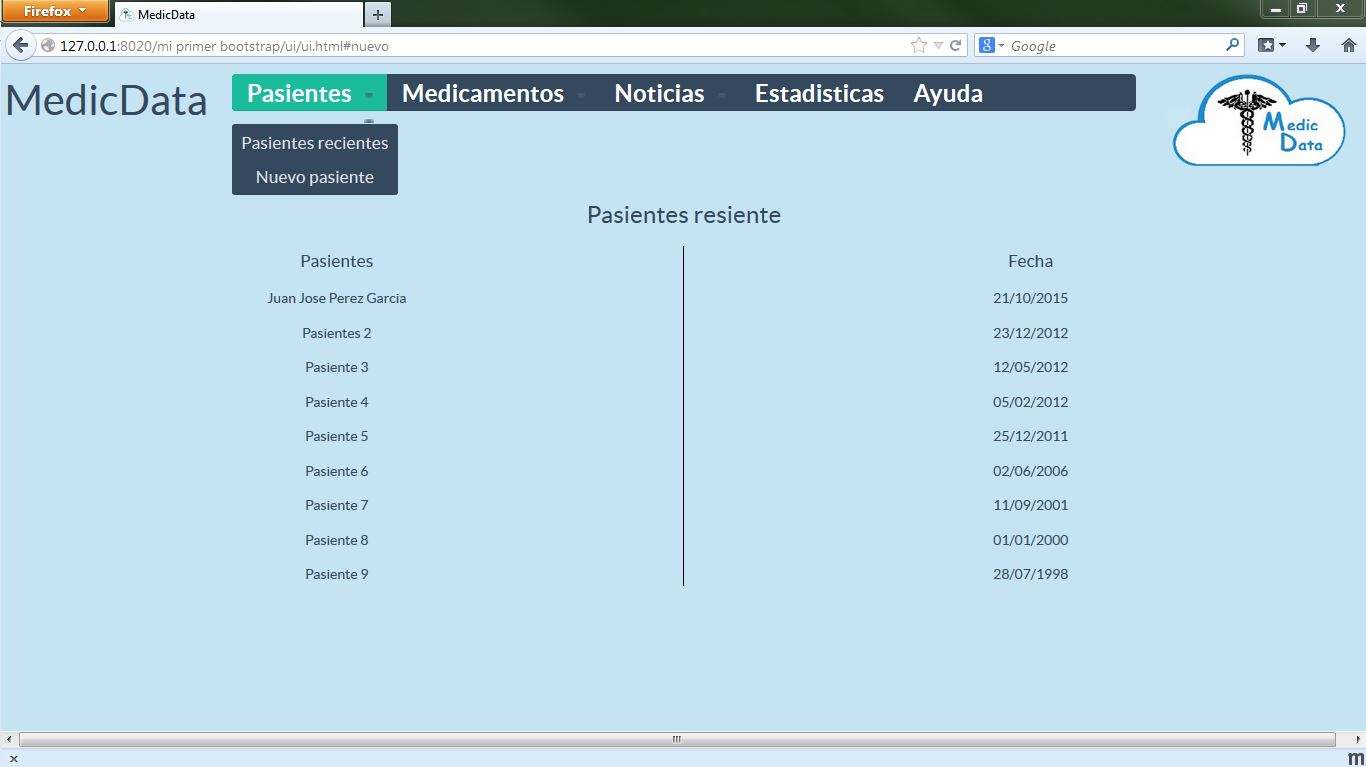 Firefox
MedicData
127.0.0.1:8020/mi primer bootstrap/ui/ui.html#nuevo
Google
MedicData
Pasientes
Medicamentos
Noticias
Estadisticas
Ayuda
Medic
Data
Pasientes recientes
Nuevo pasiente
Pasientes resiente
Pasientes Fecha
Juan Jose Perez Garcia 21/10/2015
Pasientes 2 23/12/2012
Pasiente 3 12/05/2012
Pasiente 4 05/02/2012
Pasiente 5 25/12/2011
Pasiente 6 02/06/2006
Pasiente 7 11/09/2001
Pasiente 8 01/01/2000
Pasiente 9 28/07/1998